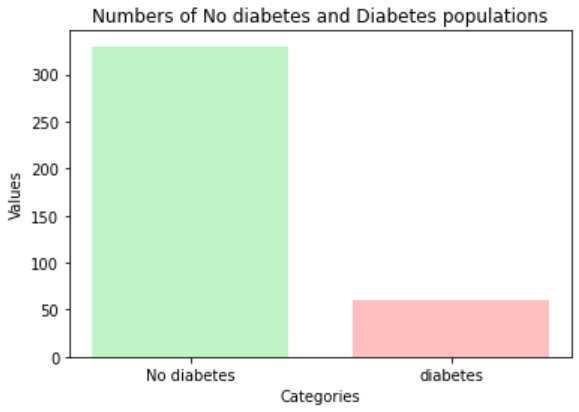 Numbers of No diabetes and Diabetes populations
300
250
200
150
100
50
0
Values
No diabetes
diabetes
Categories